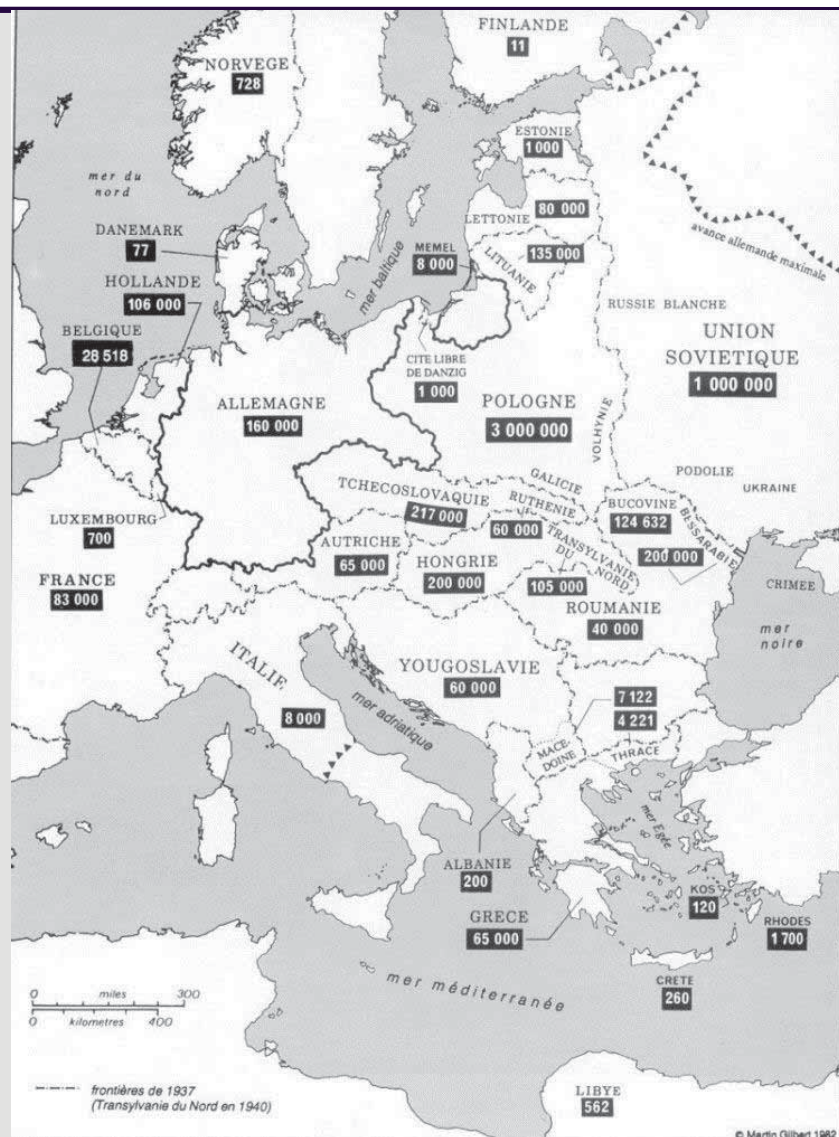 FINLANDE
11
NORVEGE
728
ESTONIE
1 000
mer du
nord
LETTONIE
80 000
DANEMARK
77
MEMEL
8 000
LITUANIE
135 000
avance allemande maximale
mer baltique
HOLLANDE
106 000
RUSSIE BLANCHE
BELGIQUE
28 518
UNION
SOVIETIQUE
1 000 000
CITE LIBRE
DE DANZIG
1 000
ALLEMAGNE
160 000
POLOGNE
3 000 000
VOLHYNIE
PODOLIE
UKRAINE
GALICIE
TCHECOSLOVAQUIE
217 000
RUTHENIE
60 000
BUCOVINE
124 632
BESSARABIE
200 000
LUXEMBOURG
700
AUTRICHE
65 000
HONGRIE
200 000
TRANSYLVANIE
DU
NORD
105 000
FRANCE
83 000
CRIMEE
ROUMANIE
40 000
mer
noire
ITALIE
8 000
YOUGOSLAVIE
60 000
mer adriatique
7 122
4 221
MACE-
DOINE
THRACE
mer Egée
ALBANIE
200
GRECE
65 000
KOS
120
RHODES
1 700
CRETE
260
mer méditerranée
0 miles 300
0 kilometres 400
frontières de 1937
(Transylvanie du Nord en 1940)
LIBYE
562
© Martin Gilbert 1982